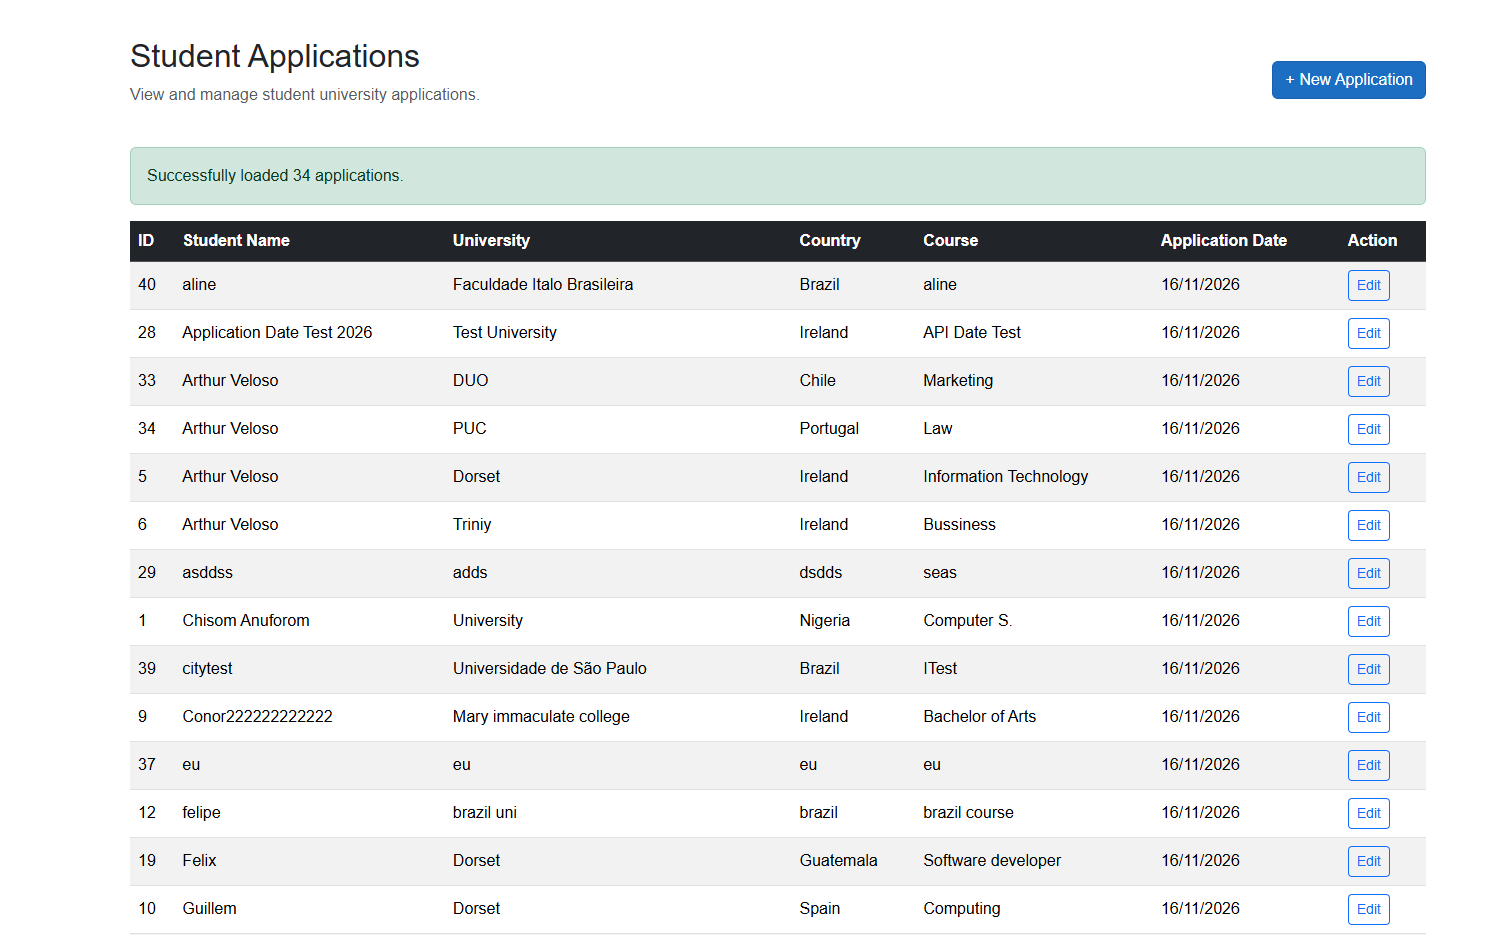 Student Applications
View and manage student university applications.
+ New Application
Successfully loaded 34 applications.
ID Student Name University Country Course Application Date Action
40 aline Faculdade Italo Brasileira Brazil aline 16/11/2026 Edit
28 Application Date Test 2026 Test University Ireland API Date Test 16/11/2026 Edit
33 Arthur Veloso DUO Chile Marketing 16/11/2026 Edit
34 Arthur Veloso PUC Portugal Law 16/11/2026 Edit
5 Arthur Veloso Dorset Ireland Information Technology 16/11/2026 Edit
6 Arthur Veloso Triniy Ireland Bussiness 16/11/2026 Edit
29 asddss adds dsdds seas 16/11/2026 Edit
1 Chisom Anuforom University Nigeria Computer S. 16/11/2026 Edit
39 citytest Universidade de São Paulo Brazil ITest 16/11/2026 Edit
9 Conor222222222222 Mary immaculate college Ireland Bachelor of Arts 16/11/2026 Edit
37 eu eu eu eu 16/11/2026 Edit
12 felipe brazil uni brazil brazil course 16/11/2026 Edit
19 Felix Dorset Guatemala Software developer 16/11/2026 Edit
10 Guillem Dorset Spain Computing 16/11/2026 Edit